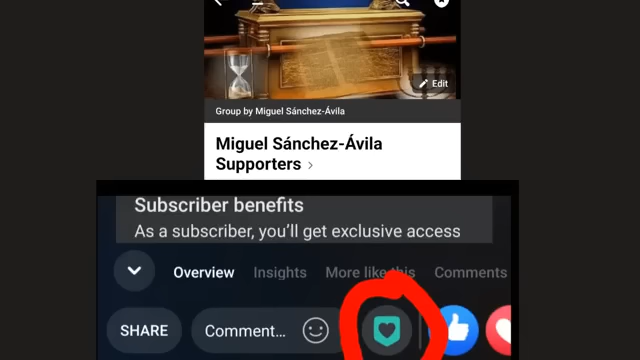 Edit
Group by Miguel Sánchez-Ávila
Miguel Sánchez-Ávila
Supporters
Subscriber benefits
As a subscriber, you'll get exclusive access
Overview Insights More like this Comments
SHARE Comment...